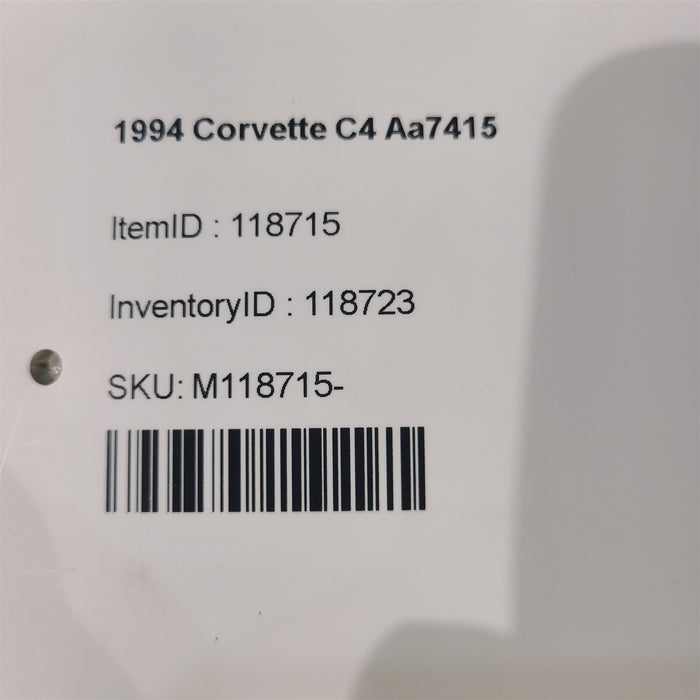 1994 Corvette C4 Aa7415
ItemID : 118715
InventoryID : 118723
SKU: M118715-